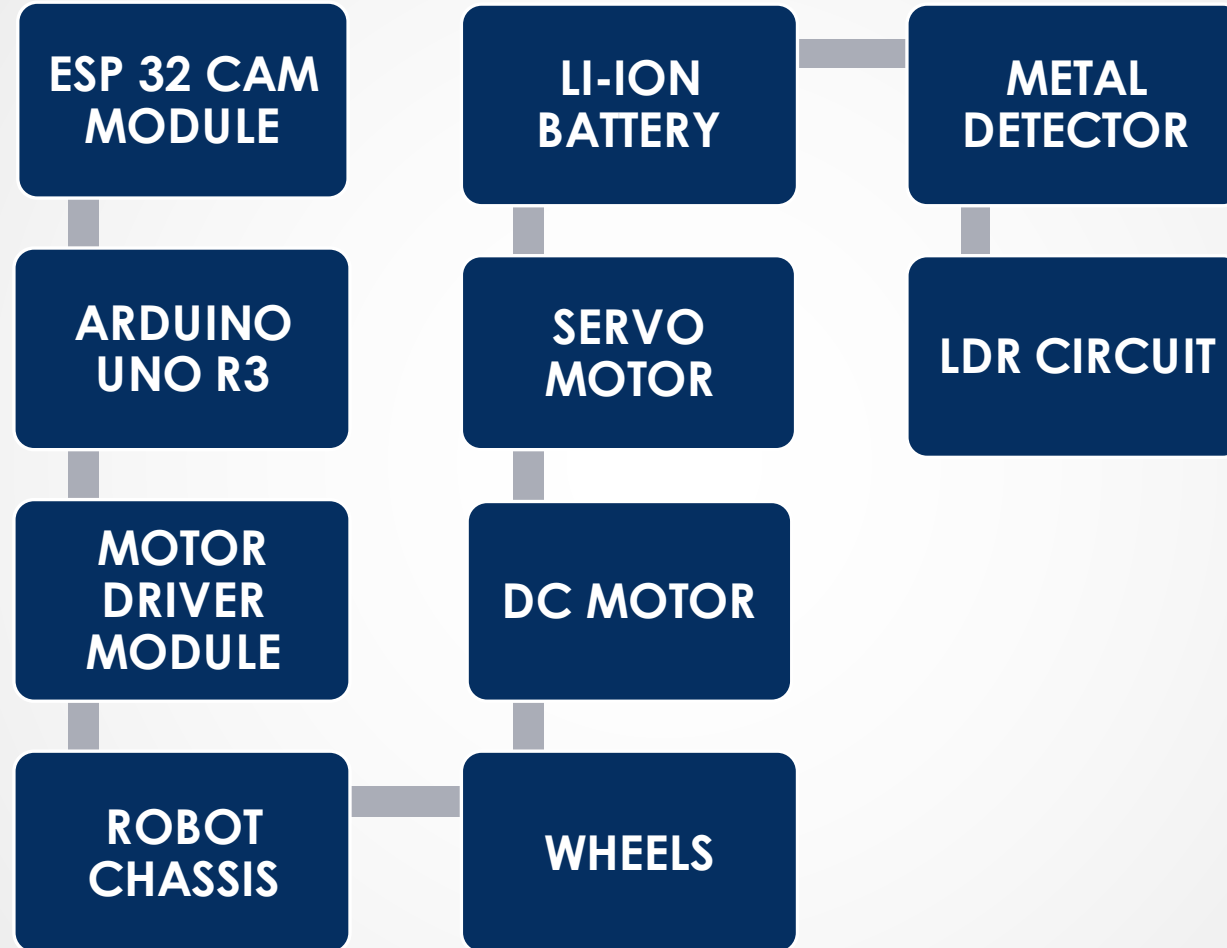 ESP 32 CAM
MODULE
ARDUINO
UNO R3
MOTOR
DRIVER
MODULE
ROBOT
CHASSIS
WHEELS
DC MOTOR
SERVO
MOTOR
LI-ION
BATTERY
METAL
DETECTOR
LDR CIRCUIT